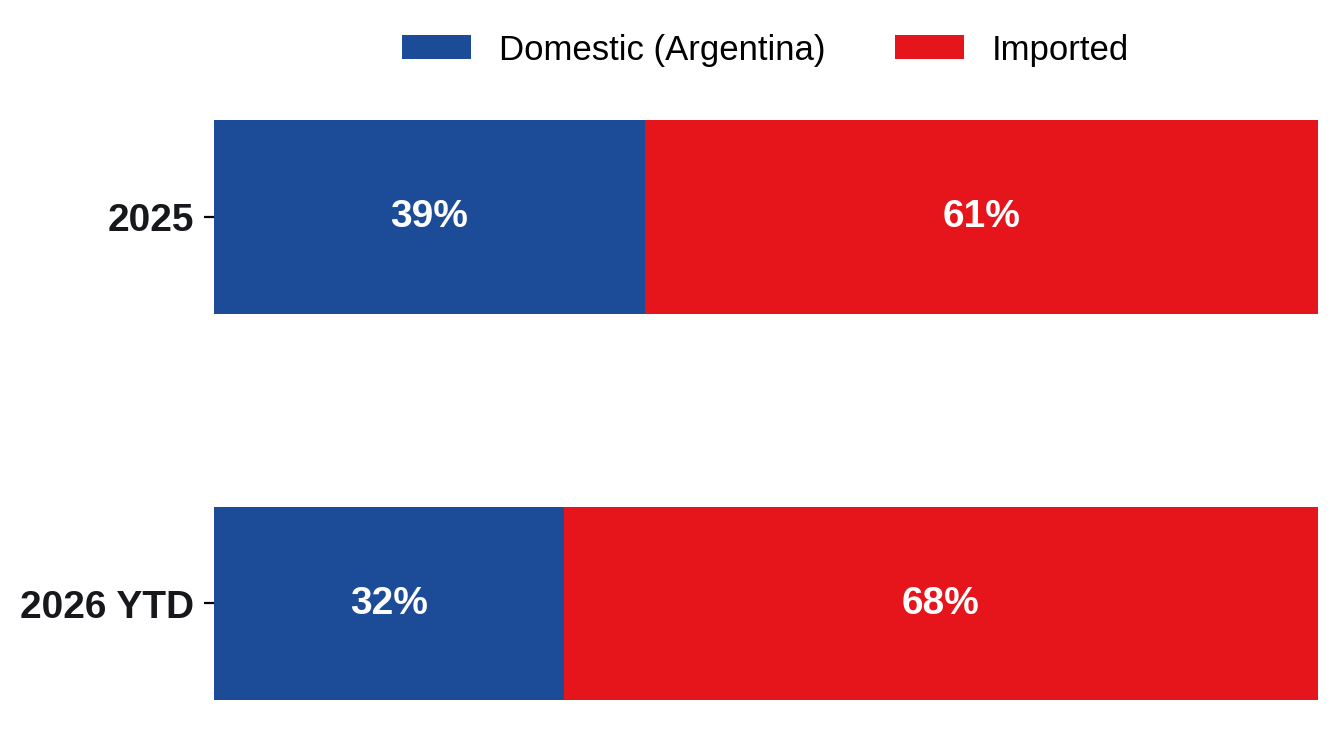 Domestic (Argentina) Imported
2025 39% 61%
2026 YTD 32% 68%